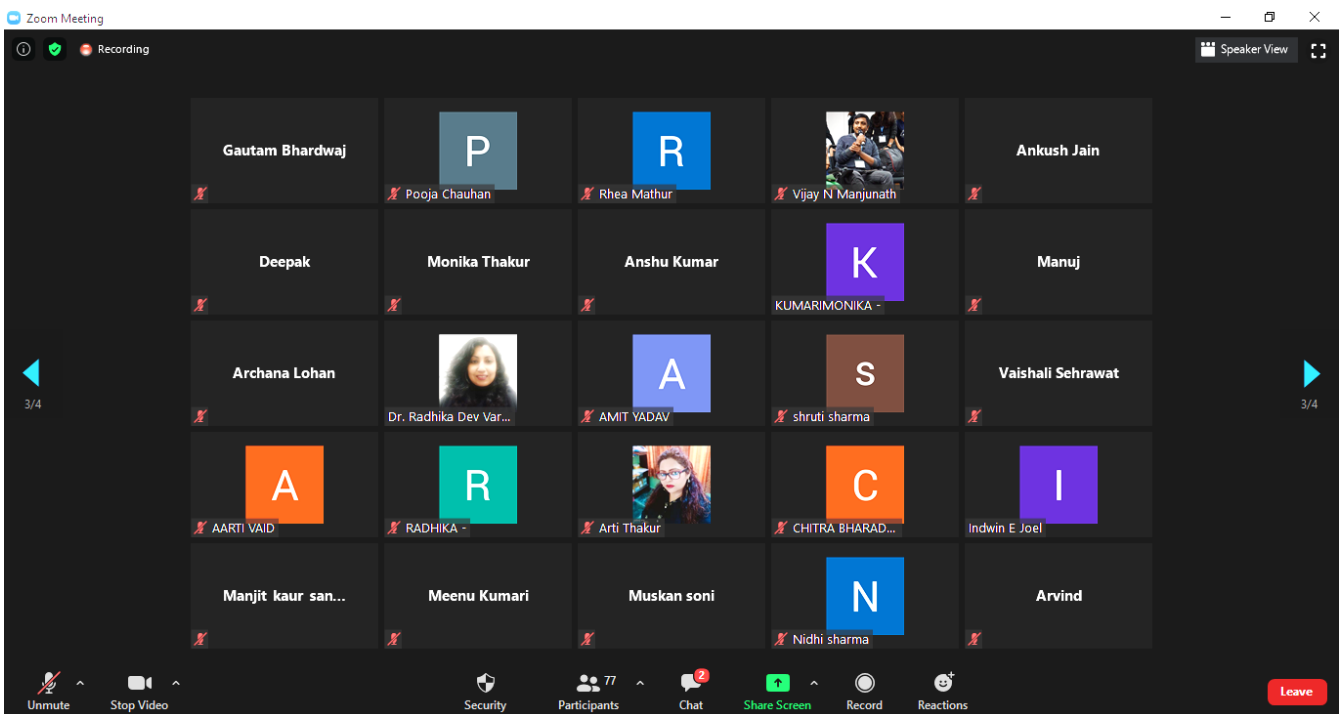 Zoom Meeting
Recording
Speaker View
Gautam Bhardwaj
P
Pooja Chauhan
R
Rhea Mathur
Vijay N Manjunath
Ankush Jain
Deepak
Monika Thakur
Anshu Kumar
K
KUMARIMONIKA -
Manuj
Archana Lohan
Dr. Radhika Dev Var...
A
AMIT YADAV
s
shruti sharma
Vaishali Sehrawat
A
AARTI VAID
R
RADHIKA -
Arti Thakur
C
CHITRA BHARAD...
I
Indwin E Joel
Manjit kaur san...
Meenu Kumari
Muskan soni
N
Nidhi sharma
Arvind
3/4
3/4
Unmute
Stop Video
Security
77
Participants
2
Chat
Share Screen
Record
Reactions
Leave